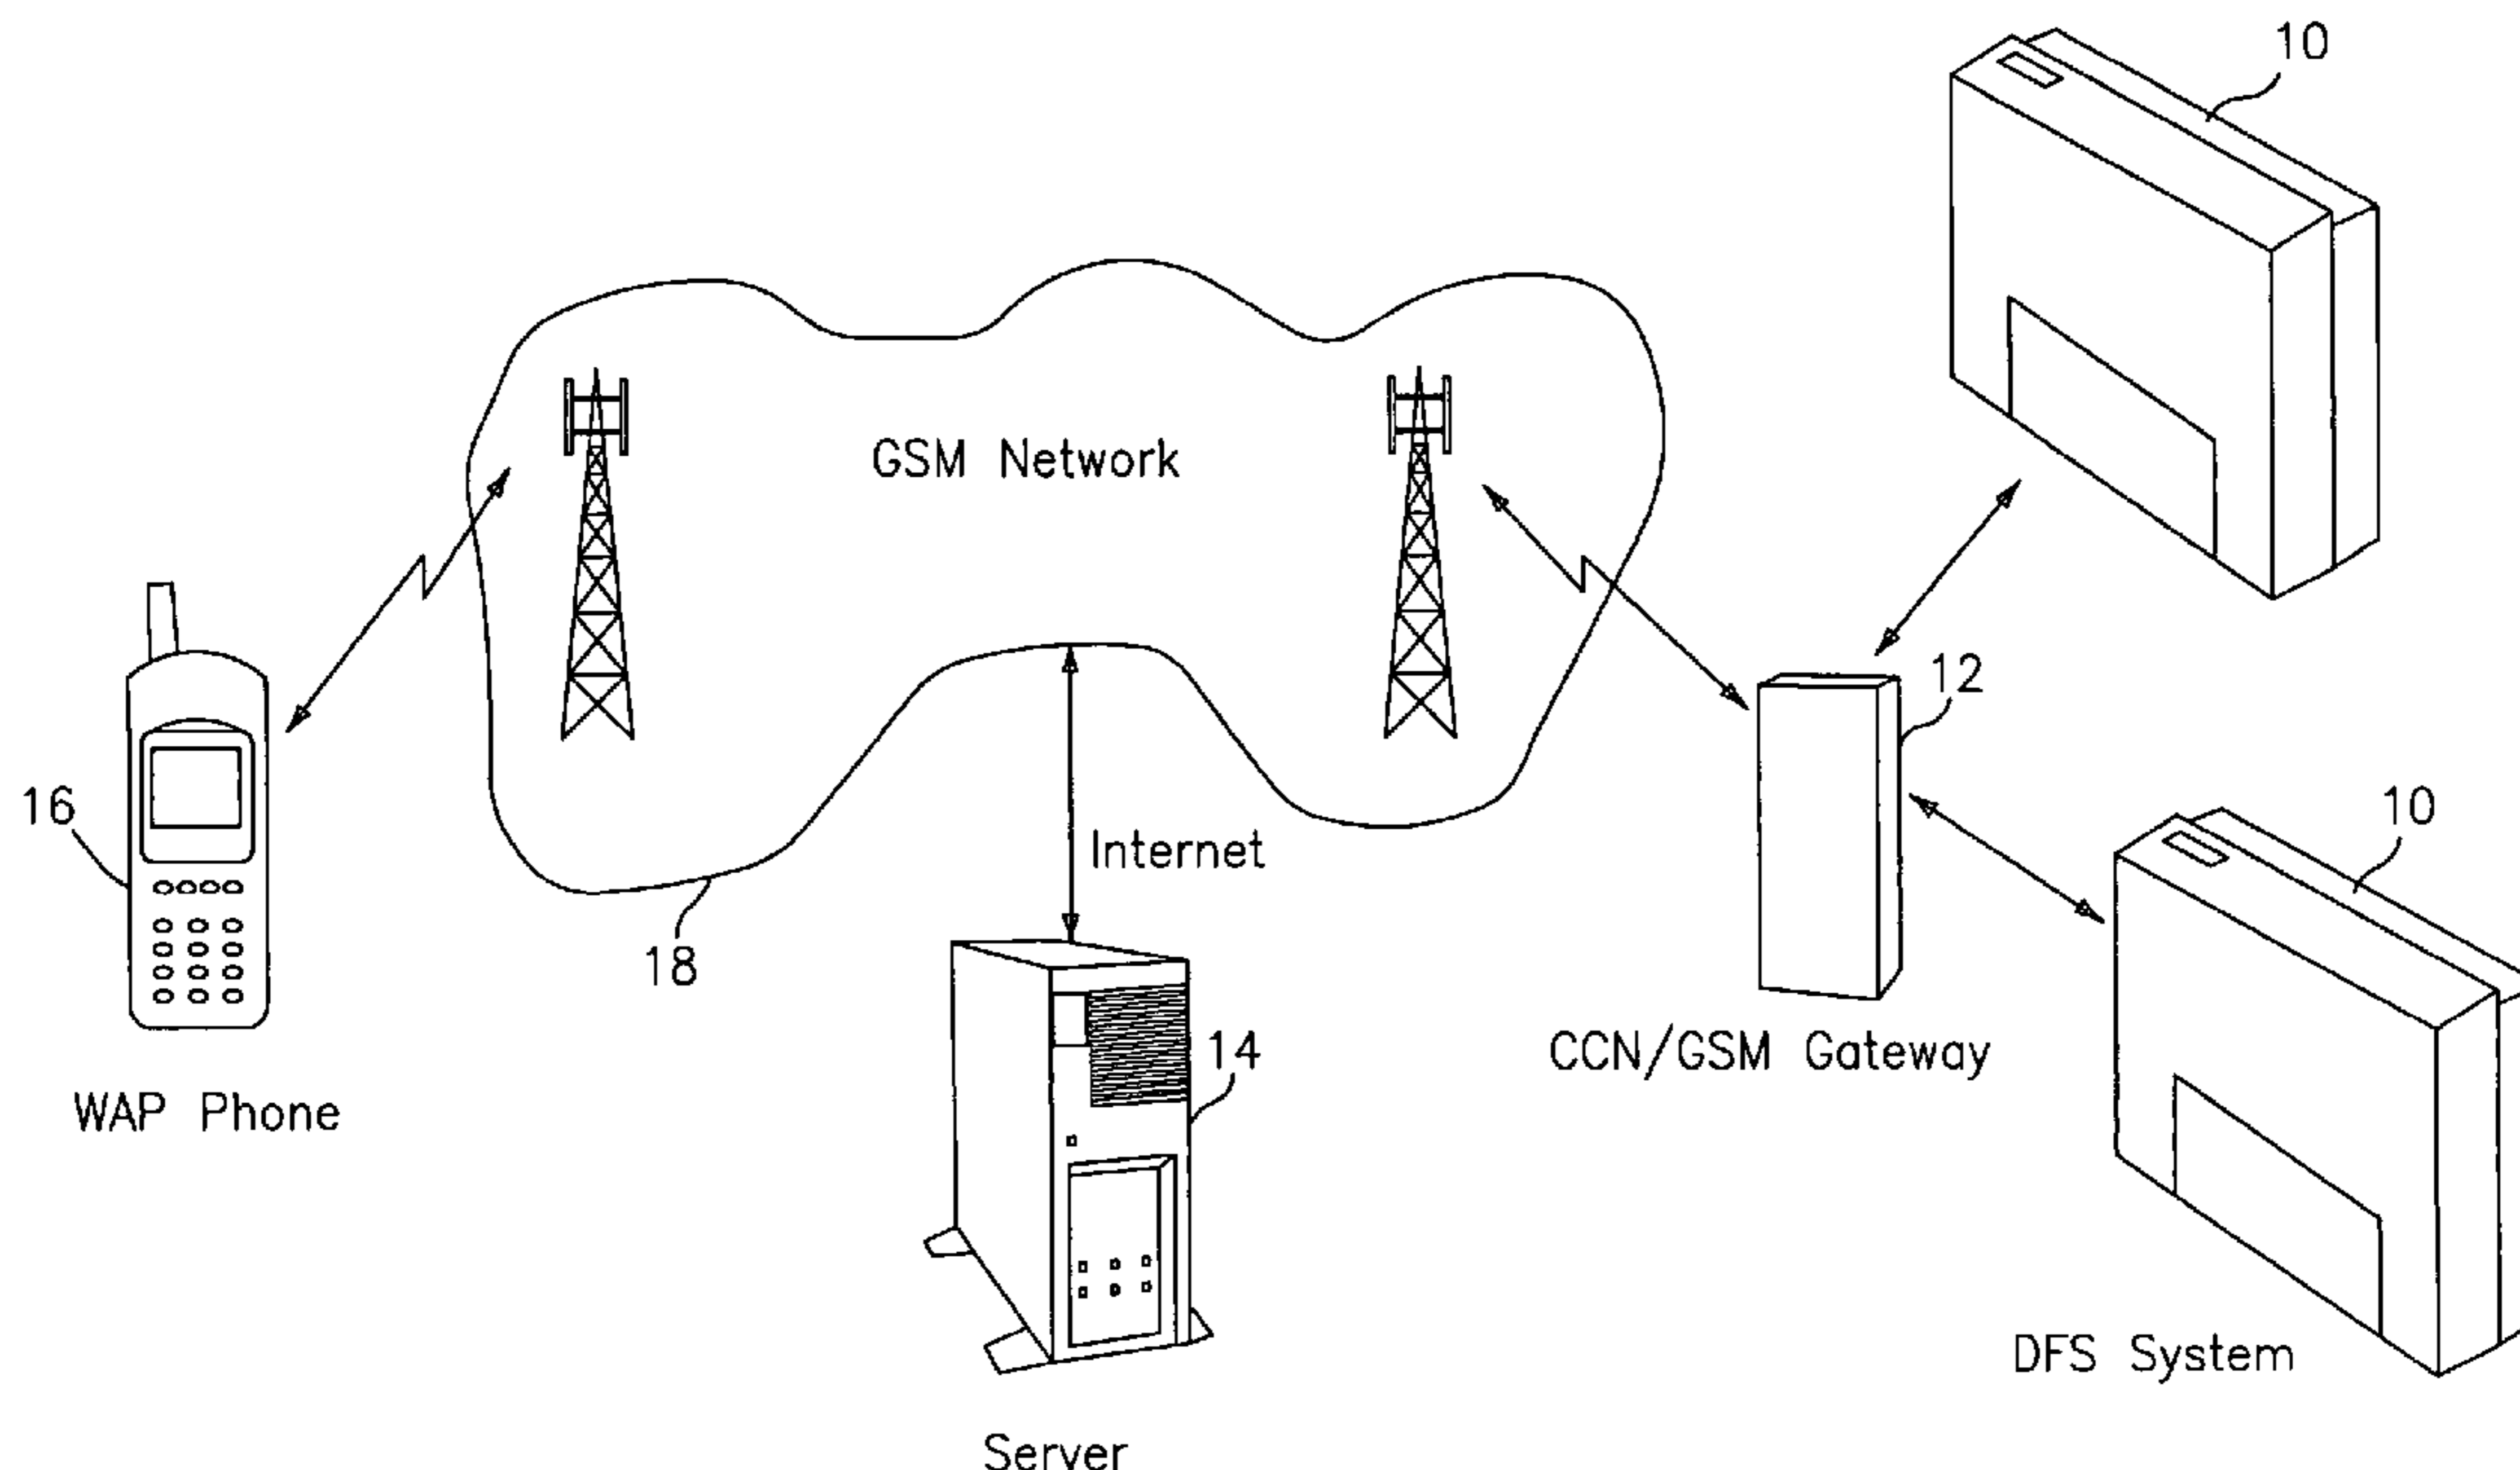 10
GSM Network
12
16
10
Internet
18
14
CCN/GSM Gateway
WAP Phone
DFS System
Server